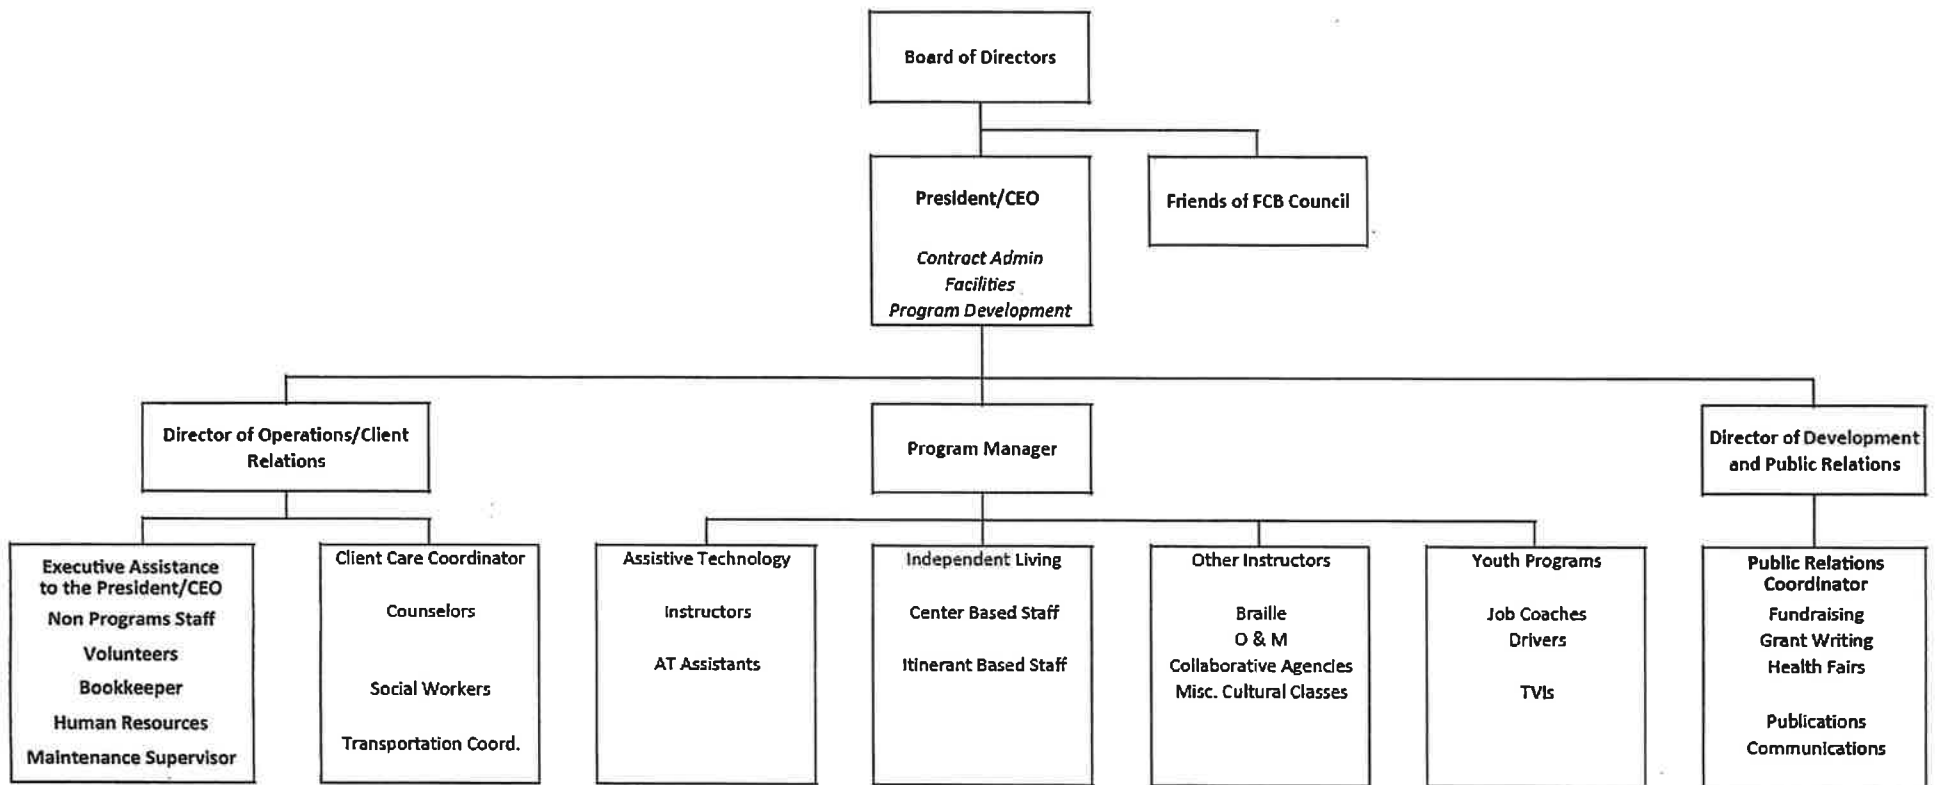 Board of Directors
President/CEO
Contract Admin
Facilities
Program Development
Friends of FCB Council
Director of Operations/Client
Relations
Program Manager
Director of Development
and Public Relations
Executive Assistance
to the President/CEO
Non Programs Staff
Volunteers
Bookkeeper
Human Resources
Maintenance Supervisor
Client Care Coordinator
Counselors
Social Workers
Transportation Coord.
Assistive Technology
Instructors
AT Assistants
Independent Living
Center Based Staff
Itinerant Based Staff
Other Instructors
Braille
O & M
Collaborative Agencies
Misc. Cultural Classes
Youth Programs
Job Coaches
Drivers
TVIs
Public Relations
Coordinator
Fundraising
Grant Writing
Health Fairs
Publications
Communications